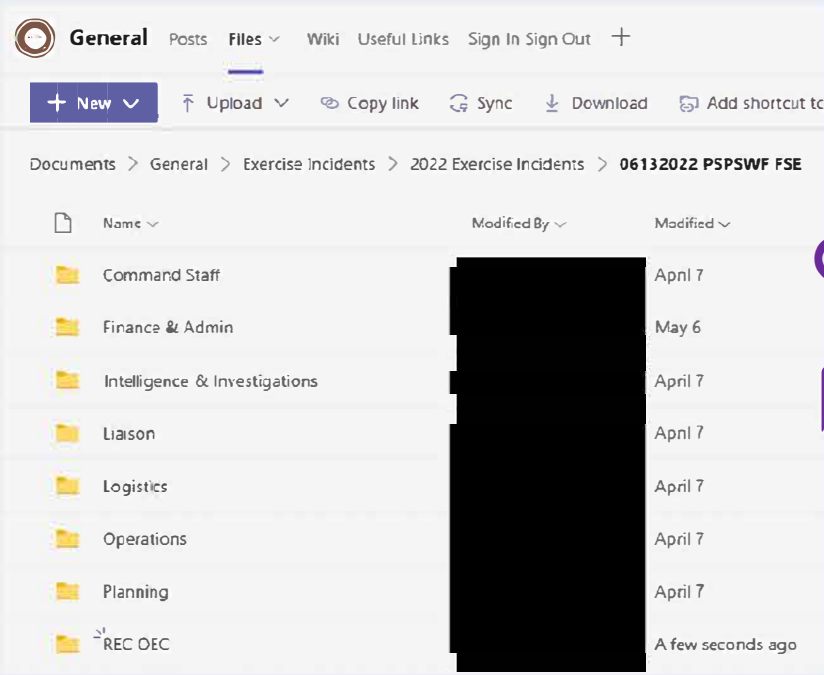 General Posts Files Wiki Useful Links Sign In Sign Out
New Upload Copy link Sync Download Add shortcut to
Documents > General > Exercise Incidents > 2022 Exercise Incidents > 06132022 PSPSWF FSE
Name Modified By Modified
Command Staff April 7
Finance & Admin May 6
Intelligence & Investigations April 7
Liaison April 7
Logistics April 7
Operations April 7
Planning April 7
REC OEC A few seconds ago